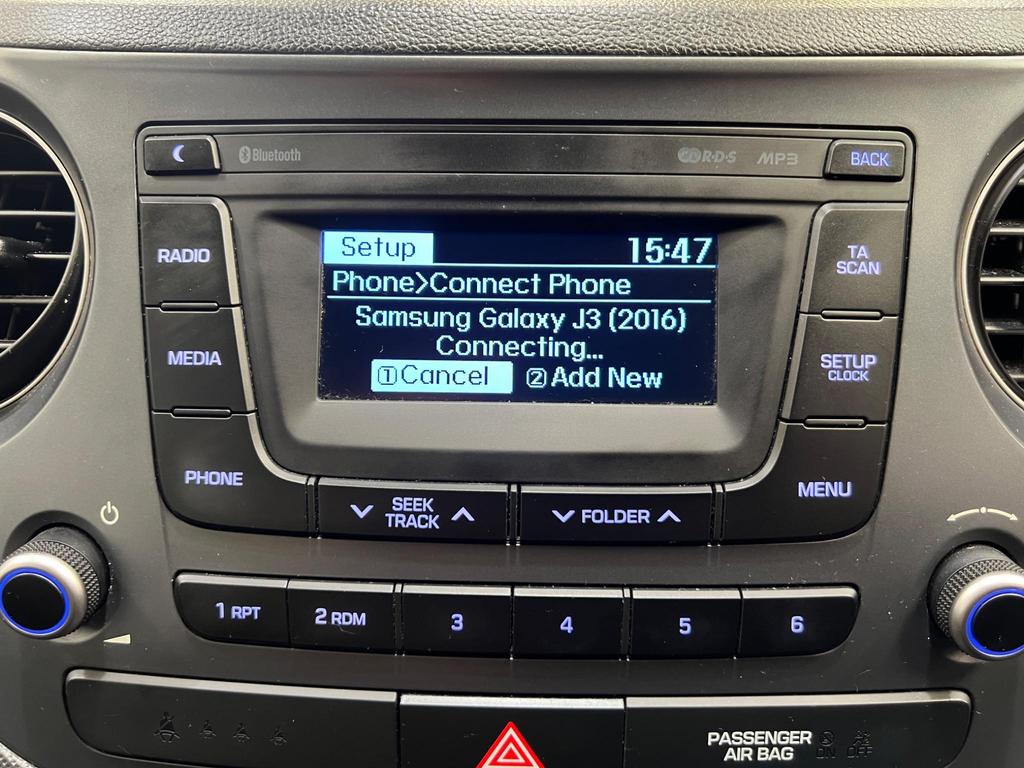 Bluetooth
R·D·S MP3
BACK
RADIO
Setup 15:47
TA
SCAN
Phone>Connect Phone
Samsung Galaxy J3 (2016)
Connecting...
①Cancel ②Add New
MEDIA
SETUP
CLOCK
PHONE
MENU
SEEK
TRACK
FOLDER
1 RPT 2 RDM 3 4 5 6
PASSENGER
AIR BAG
ON OFF